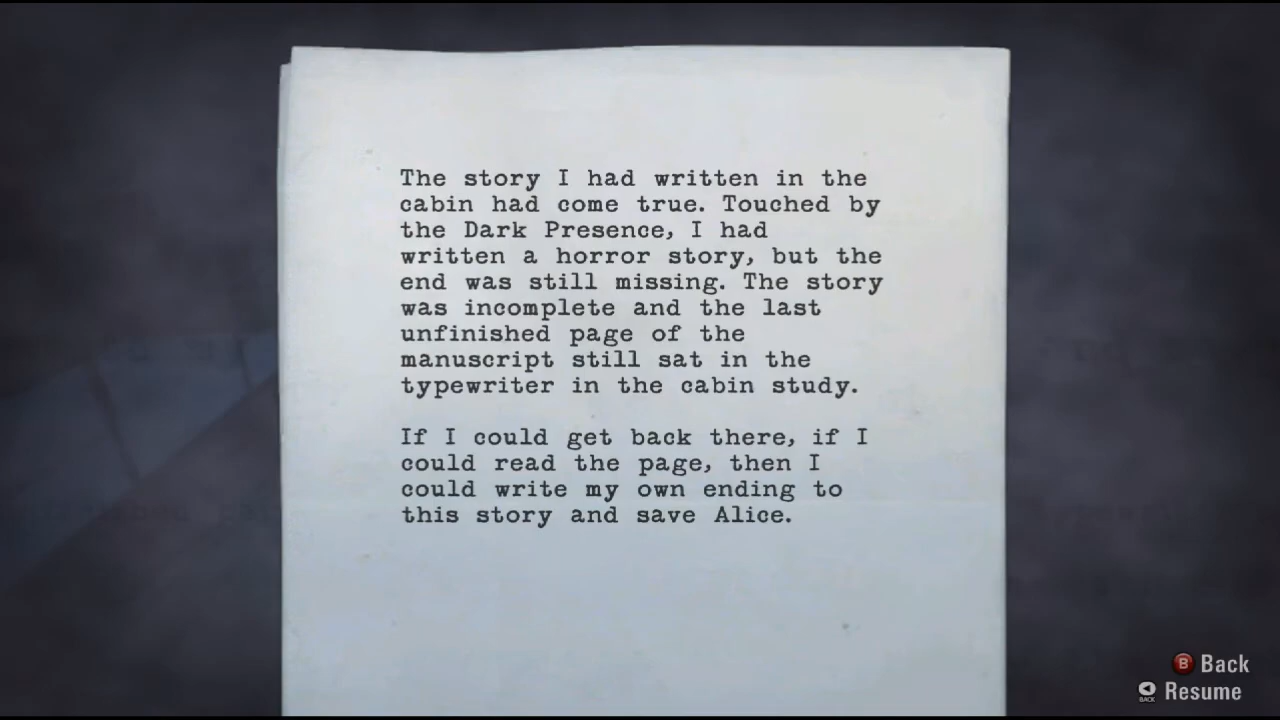 The story I had written in the
cabin had come true. Touched by
the Dark Presence, I had
written a horror story, but the
end was still missing. The story
was incomplete and the last
unfinished page of the
manuscript still sat in the
typewriter in the cabin study.
If I could get back there, if I
could read the page, then I
could write my own ending to
this story and save Alice.
B Back
BACK Resume